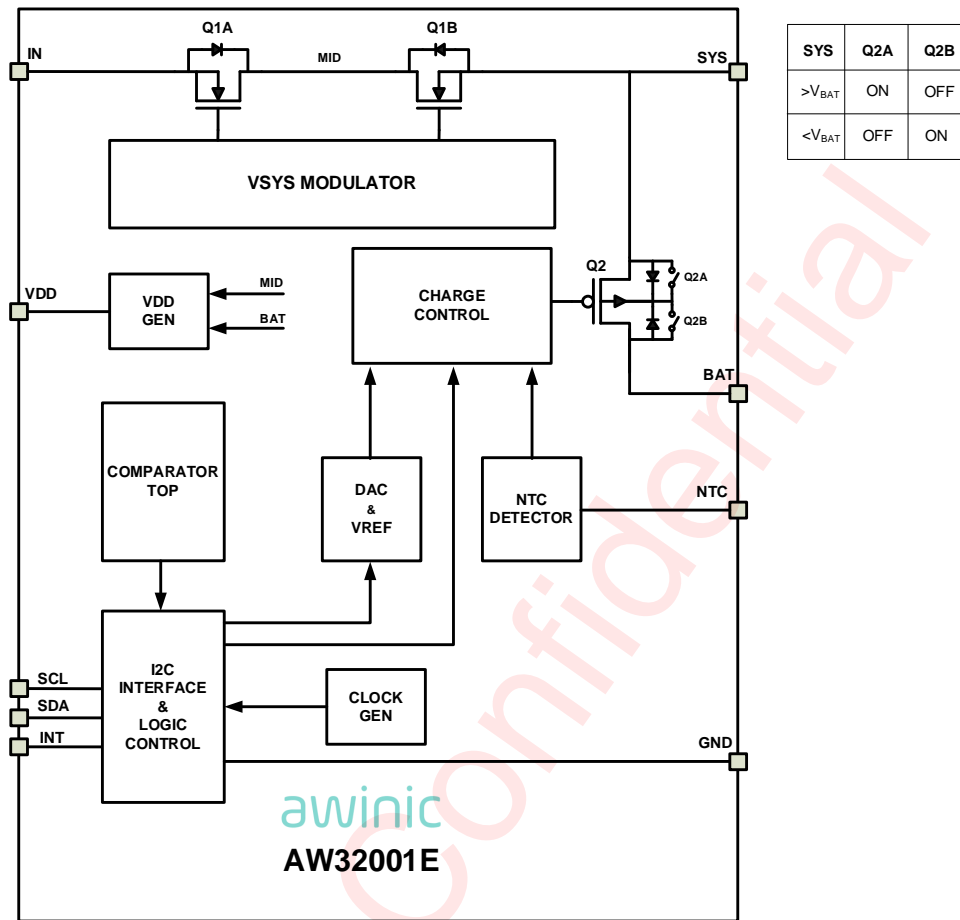 Q1A
Q1B
IN
MID
SYS
VSYS MODULATOR
SYS Q2A Q2B
>VBAT ON OFF
<VBAT OFF ON
VDD
VDD
GEN
MID
BAT
CHARGE
CONTROL
Q2
Q2A
Q2B
BAT
COMPARATOR
TOP
DAC
&
VREF
NTC
DETECTOR
NTC
SCL
SDA
INT
I2C
INTERFACE
&
LOGIC
CONTROL
CLOCK
GEN
GND
awinic
AW32001E
Confidential